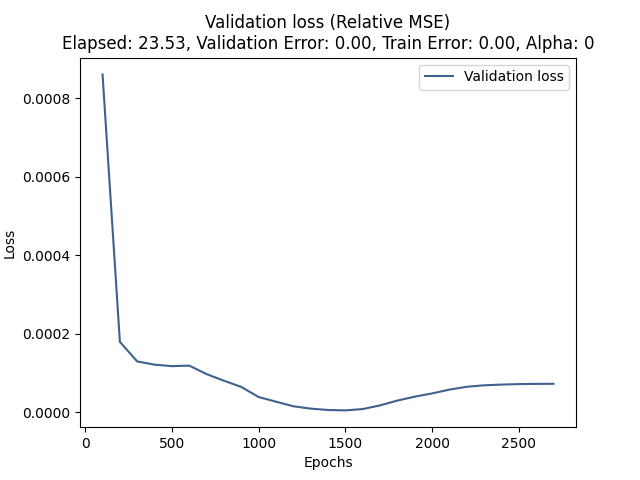 Validation loss (Relative MSE)
Elapsed: 23.53, Validation Error: 0.00, Train Error: 0.00, Alpha: 0
Validation loss
0.0008
0.0006
0.0004
0.0002
0.0000
Loss
0
500
1000
1500
2000
2500
Epochs